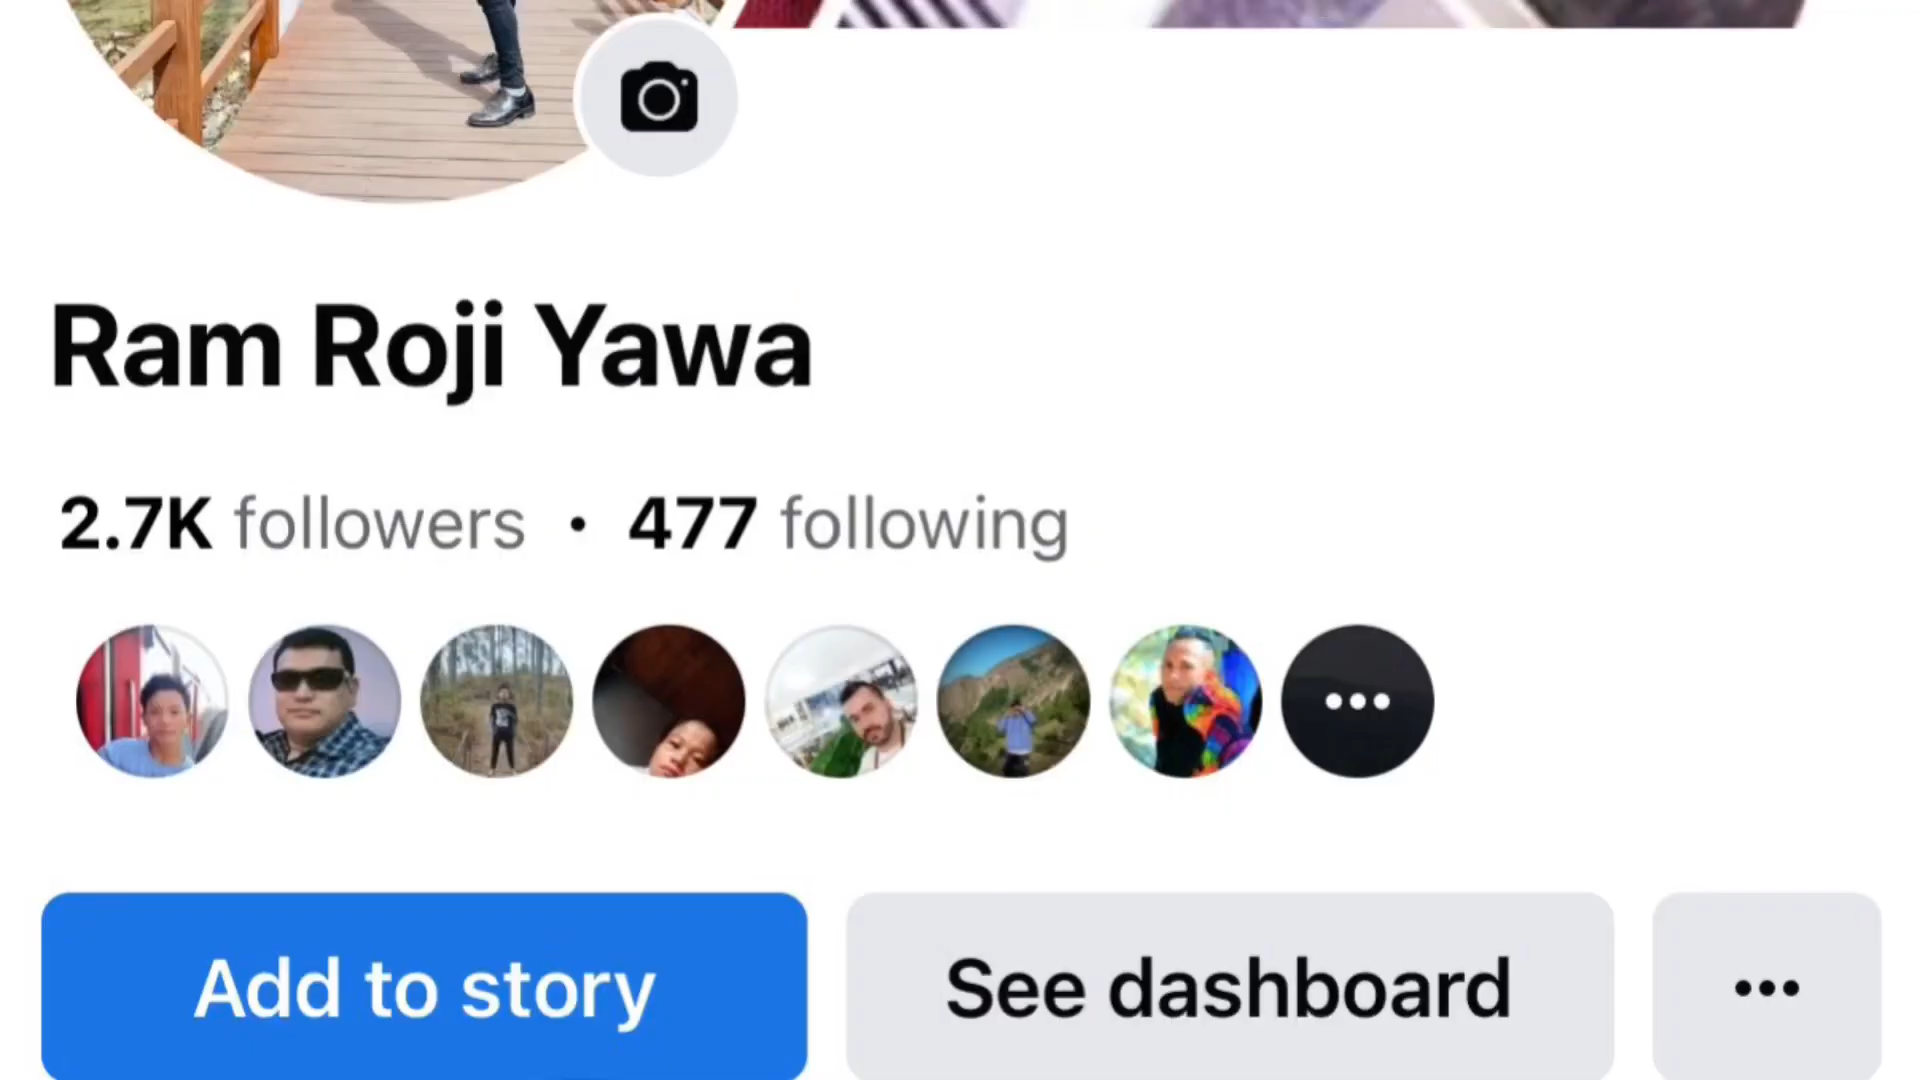 Ram Roji Yawa
2.7K followers · 477 following
Add to story
See dashboard